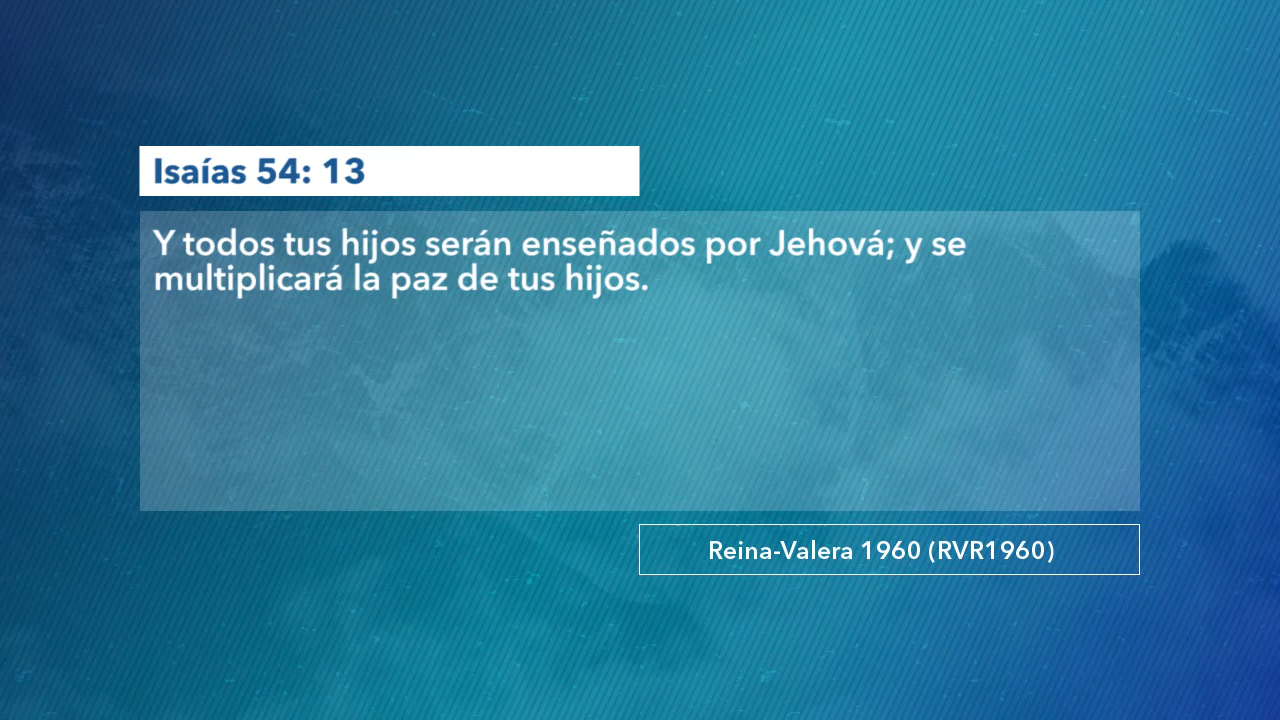 Isaías 54: 13
Y todos tus hijos serán enseñados por Jehová; y se
multiplicará la paz de tus hijos.
Reina-Valera 1960 (RVR1960)